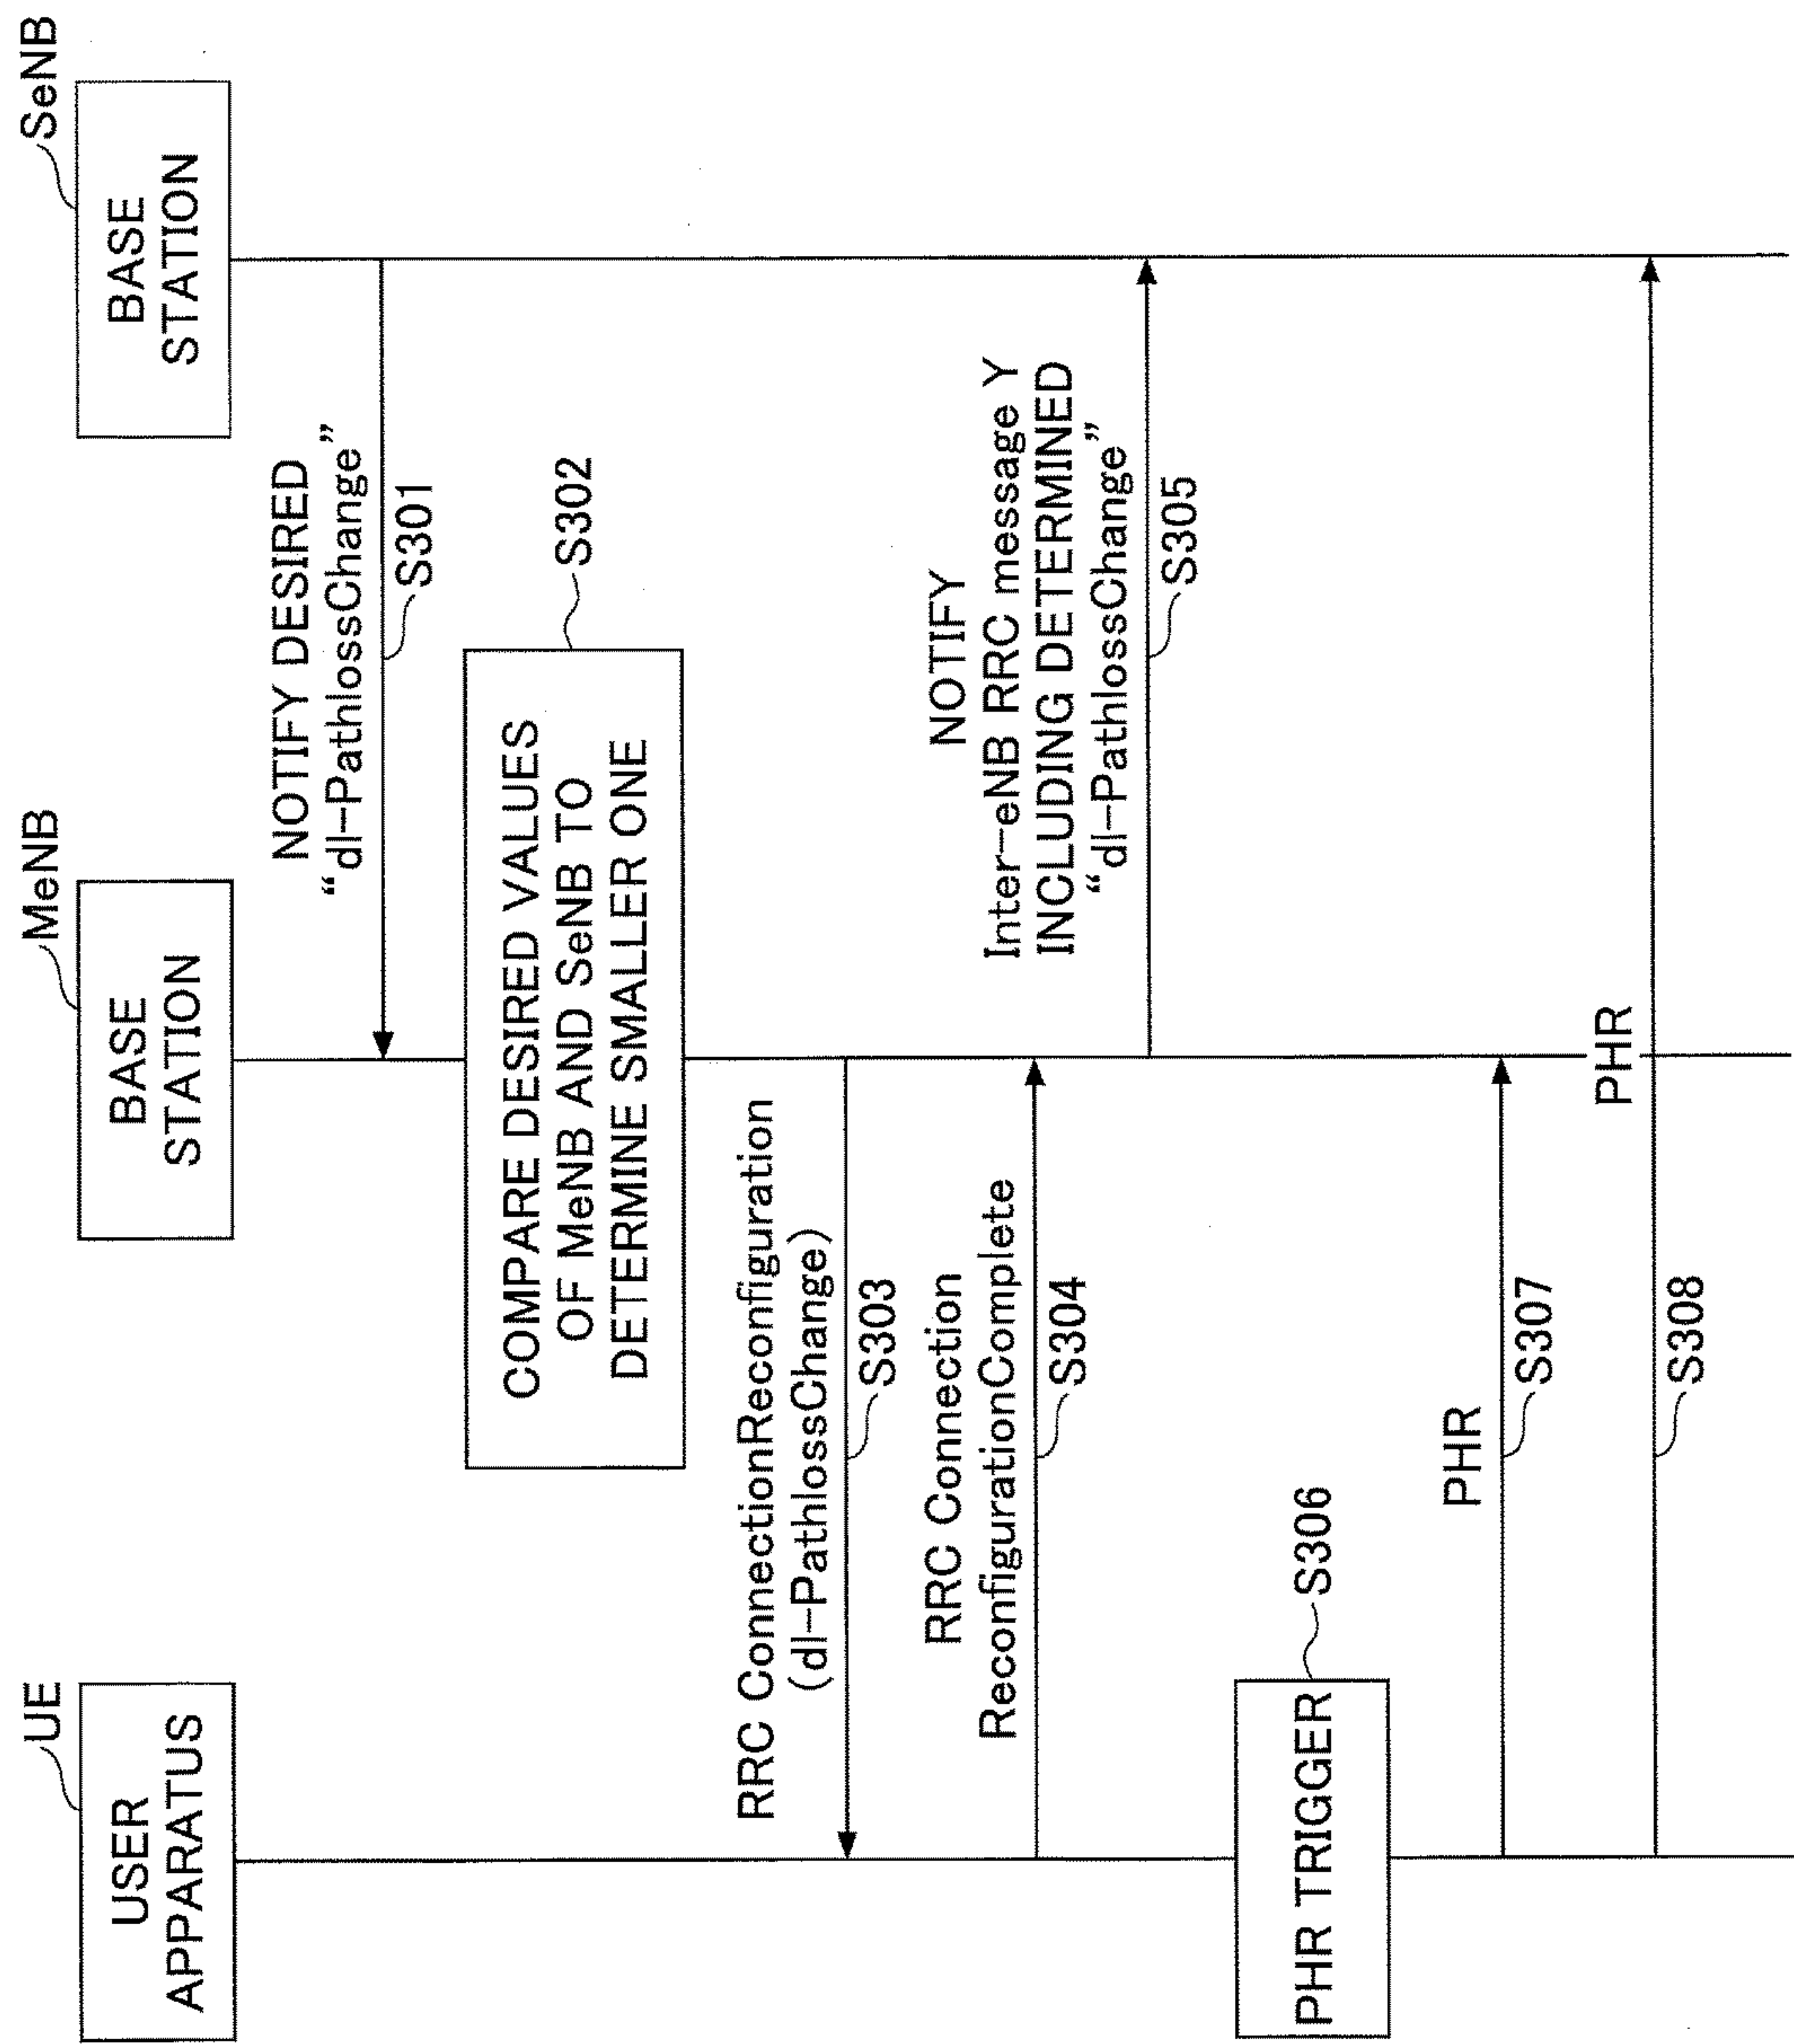 UE
USER
APPARATUS
MeNB
BASE
STATION
SeNB
BASE
STATION
NOTIFY DESIRED
“dl-PathlossChange”
S301
COMPARE DESIRED VALUES
OF MeNB AND SeNB TO
DETERMINE SMALLER ONE
S302
RRC ConnectionReconfiguration
(dl-PathlossChange)
S303
RRC Connection
ReconfigurationComplete
S304
NOTIFY
Inter-eNB RRC message Y
INCLUDING DETERMINED
“dl-PathlossChange”
S305
PHR TRIGGER
S306
PHR
S307
PHR
S308